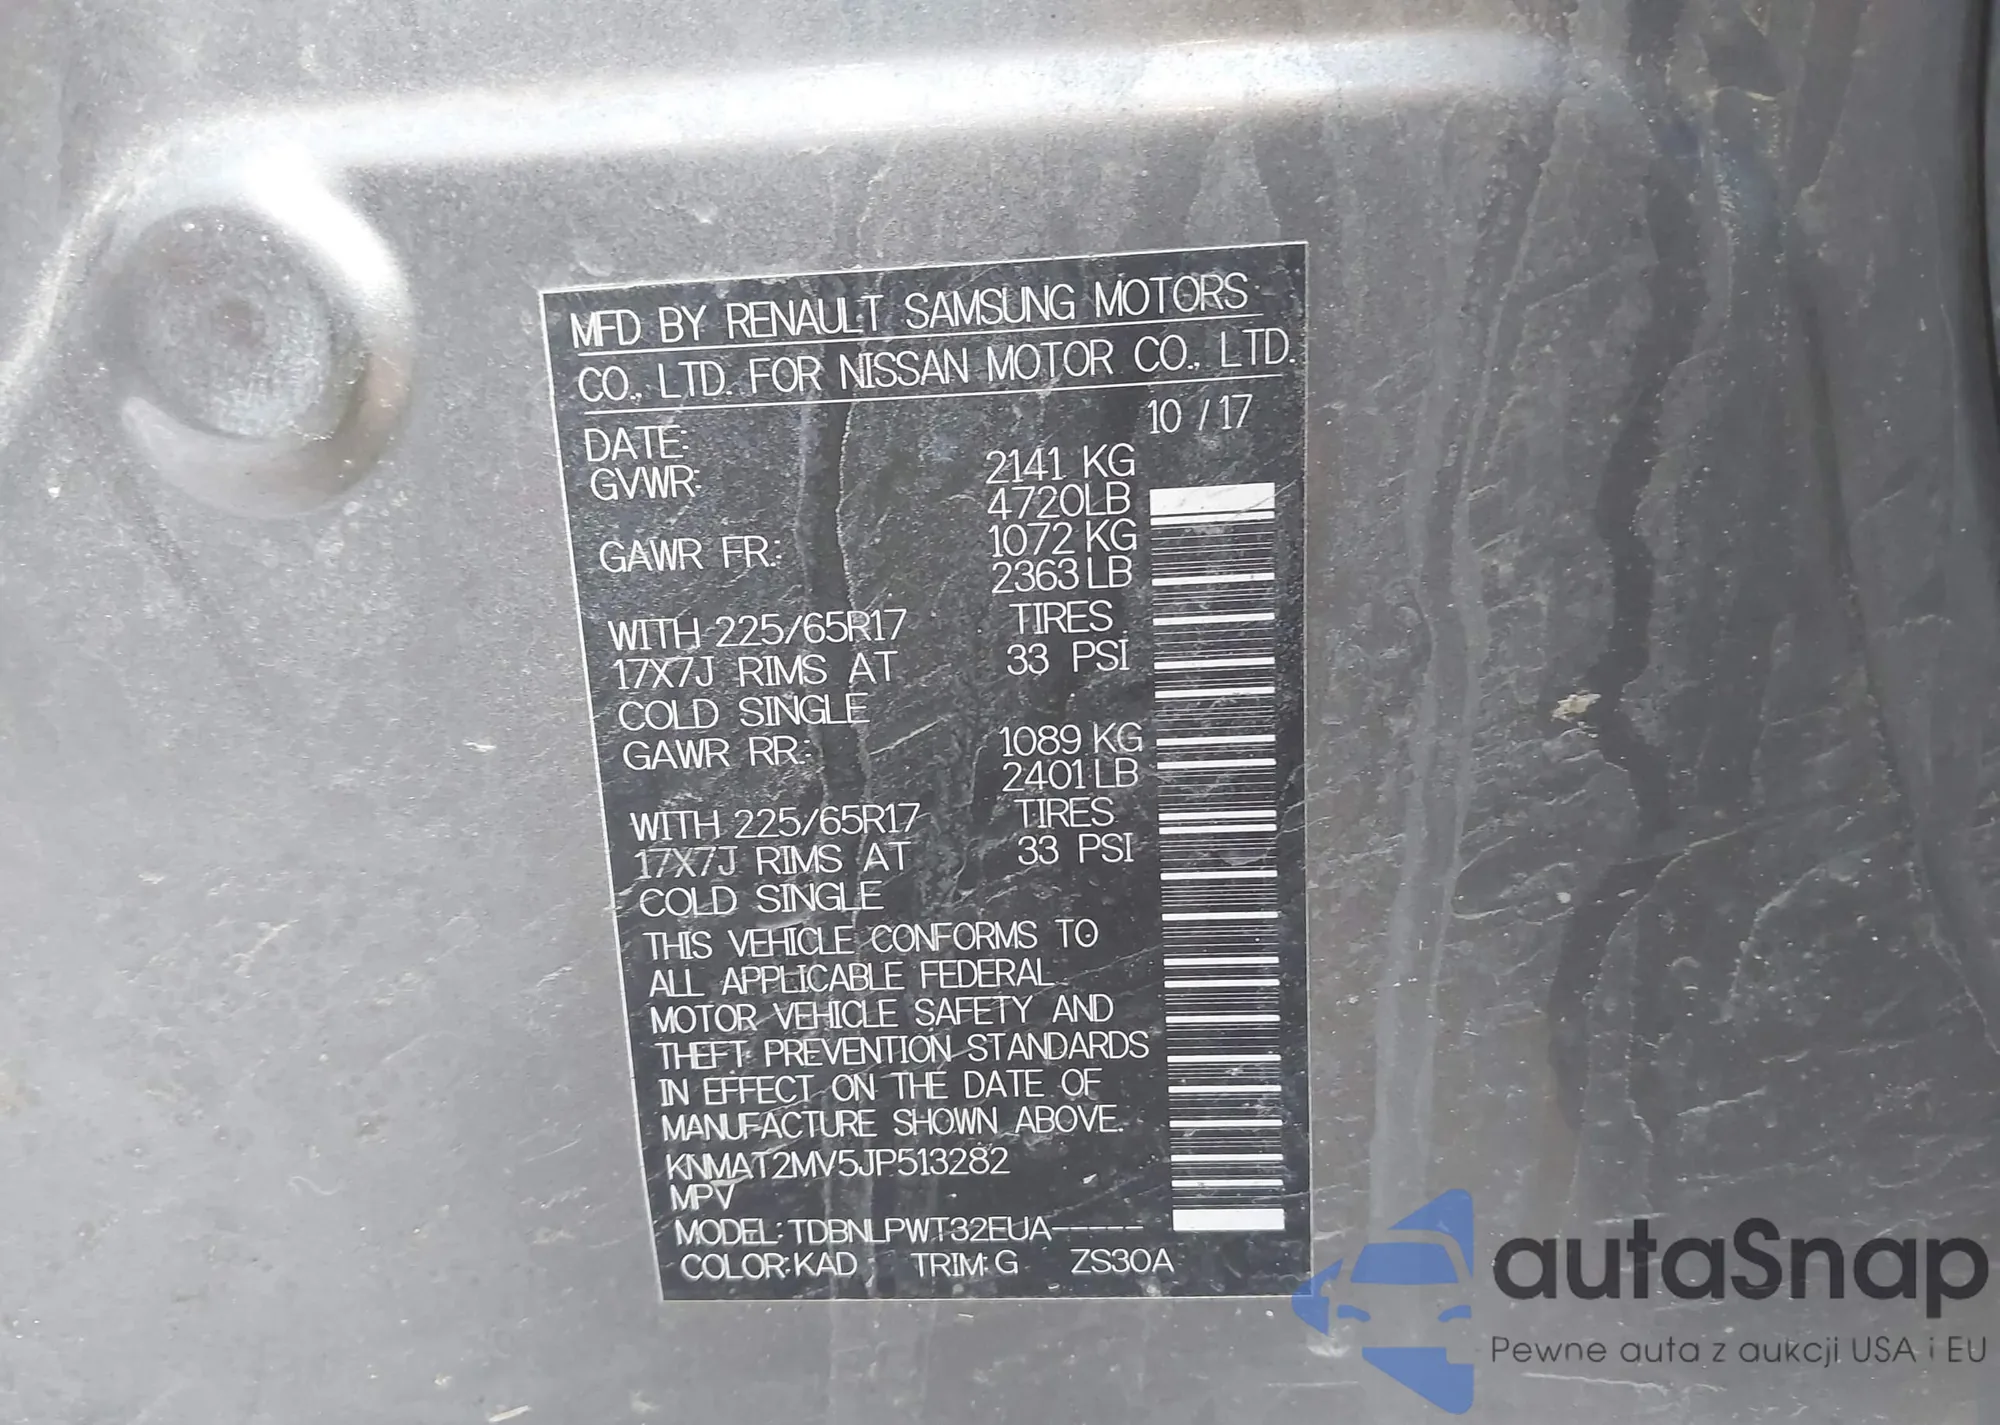 MFD BY RENAULT SAMSUNG MOTORS
CO., LTD. FOR NISSAN MOTOR CO., LTD.
DATE: 10 / 17
GVWR: 2141 KG
4720LB
GAWR FR: 1072 KG
2363 LB
WITH 225/65R17 TIRES
17X7J RIMS AT 33 PSI
COLD SINGLE
GAWR RR: 1089 KG
2401 LB
WITH 225/65R17 TIRES
17X7J RIMS AT 33 PSI
COLD SINGLE
THIS VEHICLE CONFORMS TO
ALL APPLICABLE FEDERAL
MOTOR VEHICLE SAFETY AND
THEFT PREVENTION STANDARDS
IN EFFECT ON THE DATE OF
MANUFACTURE SHOWN ABOVE.
KNMAT2MV5JP513282
MPV
MODEL: TDBNLPWT32EUA-----
COLOR: KAD TRIM: G ZS30A
autaSnap
Pewne auta z aukcji USA i EU